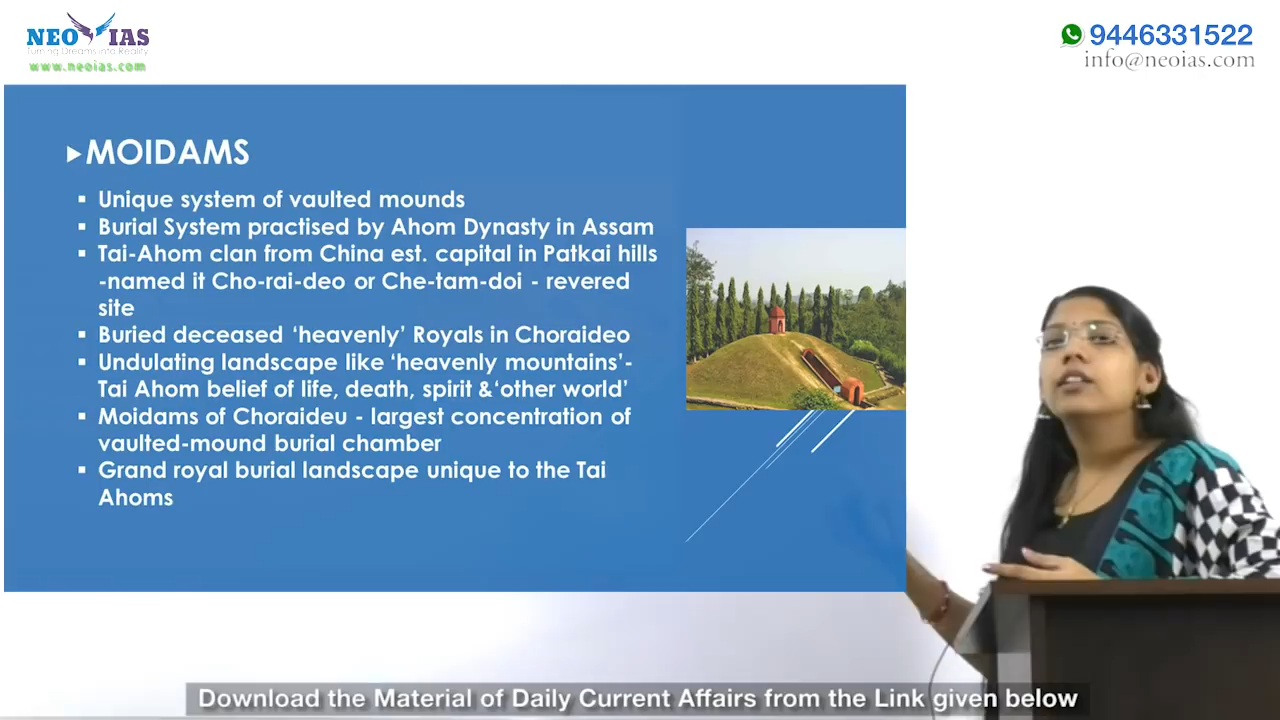 NEO IAS
Turning Dreams into Reality
www.neoias.com
9446331522
info@neoias.com
MOIDAMS
Unique system of vaulted mounds
Burial System practised by Ahom Dynasty in Assam
Tai-Ahom clan from China est. capital in Patkai hills
-named it Cho-rai-deo or Che-tam-doi - revered
site
Buried deceased ‘heavenly’ Royals in Choraideo
Undulating landscape like ‘heavenly mountains’-
Tai Ahom belief of life, death, spirit &‘other world’
Moidams of Choraideu - largest concentration of
vaulted-mound burial chamber
Grand royal burial landscape unique to the Tai
Ahoms
Download the Material of Daily Current Affairs from the Link given below